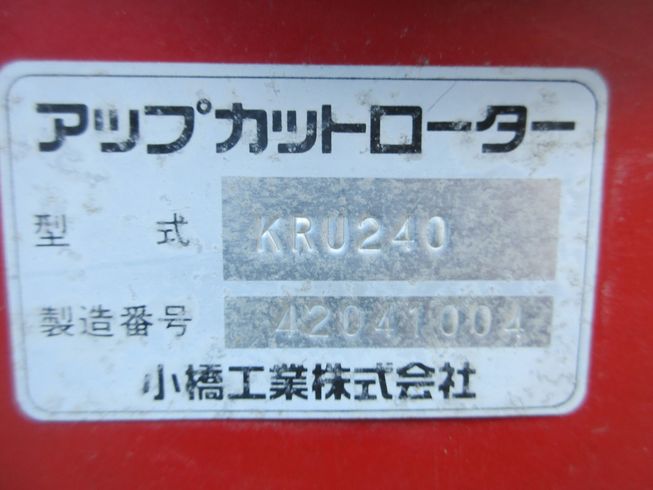 アップカットローター
型式 KRU240
製造番号 42041004
小橋工業株式会社